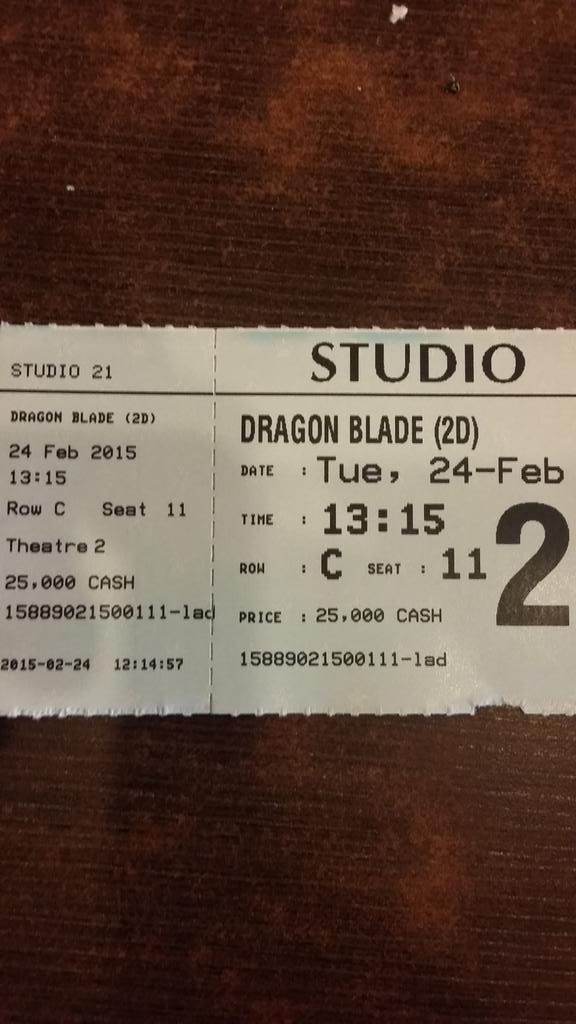 STUDIO 21
DRAGON BLADE (2D)
24 Feb 2015
13:15
Row C Seat 11
Theatre 2
25,000 CASH
15889021500111-lad
2015-02-24 12:14:57
STUDIO
DRAGON BLADE (2D)
DATE : Tue, 24-Feb
TIME : 13:15
ROW : C SEAT : 11
2
PRICE : 25,000 CASH
15889021500111-lad